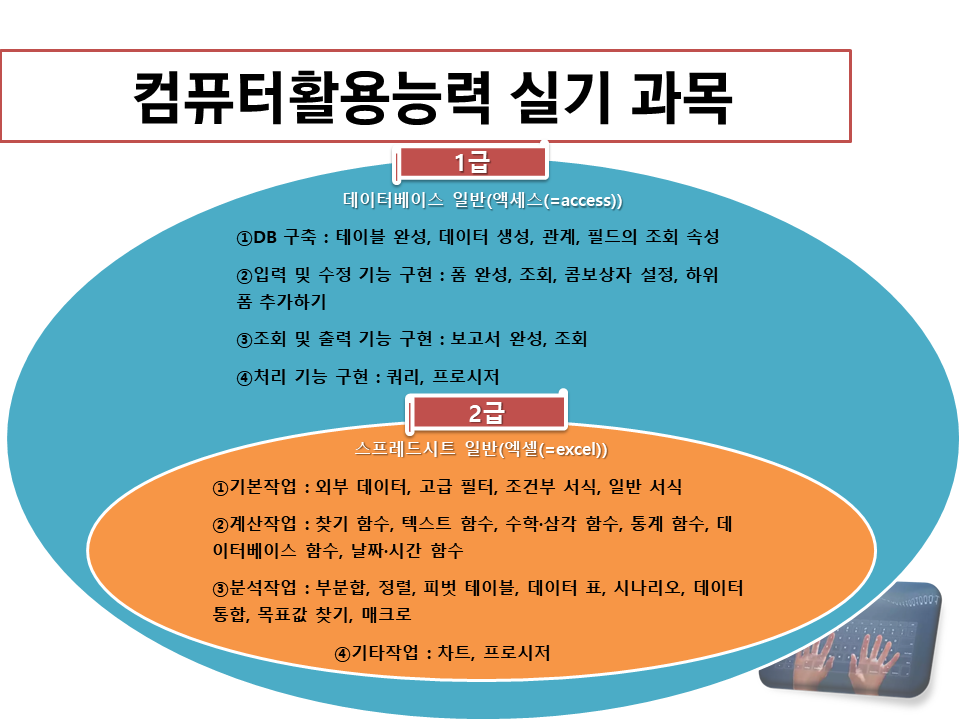 컴퓨터활용능력 실기 과목
1급
데이터베이스 일반(액세스(=access))
①DB 구축 : 테이블 완성, 데이터 생성, 관계, 필드의 조회 속성
②입력 및 수정 기능 구현 : 폼 완성, 조회, 콤보상자 설정, 하위
폼 추가하기
③조회 및 출력 기능 구현 : 보고서 완성, 조회
④처리 기능 구현 : 쿼리, 프로시저
2급
스프레드시트 일반(엑셀(=excel))
①기본작업 : 외부 데이터, 고급 필터, 조건부 서식, 일반 서식
②계산작업 : 찾기 함수, 텍스트 함수, 수학·삼각 함수, 통계 함수, 데
이터베이스 함수, 날짜·시간 함수
③분석작업 : 부분합, 정렬, 피벗 테이블, 데이터 표, 시나리오, 데이터
통합, 목표값 찾기, 매크로
④기타작업 : 차트, 프로시저